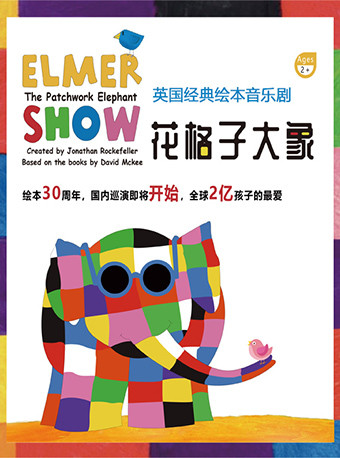 ELMER
The Patchwork Elephant
SHOW
Created by Jonathan Rockefeller
Based on the books by David Mckee
Ages
2+
英国经典绘本音乐剧
花格子大象
绘本30周年，国内巡演即将开始，全球2亿孩子的最爱